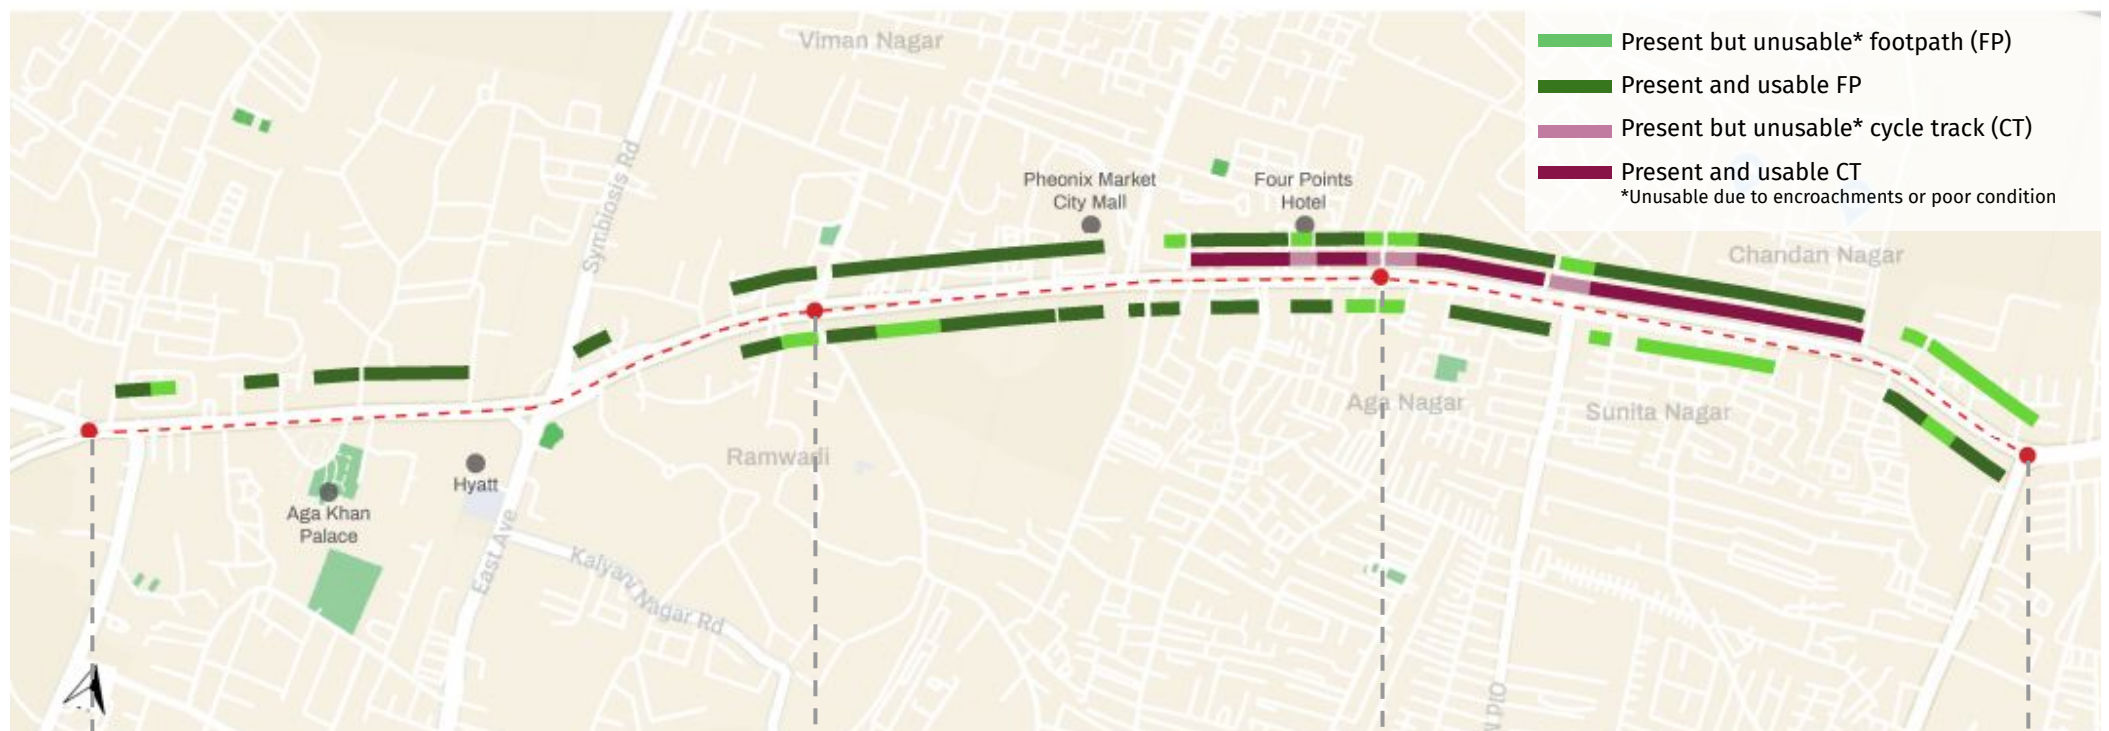 Viman Nagar
Present but unusable* footpath (FP)
Present and usable FP
Present but unusable* cycle track (CT)
Present and usable CT
*Unusable due to encroachments or poor condition
Symbiosis Rd
Pheonix Market
City Mall
Four Points
Hotel
Chandan Nagar
Aga Nagar
Sunita Nagar
Ramwadi
Hyatt
Aga Khan
Palace
East Ave
Kalyani Nagar Rd